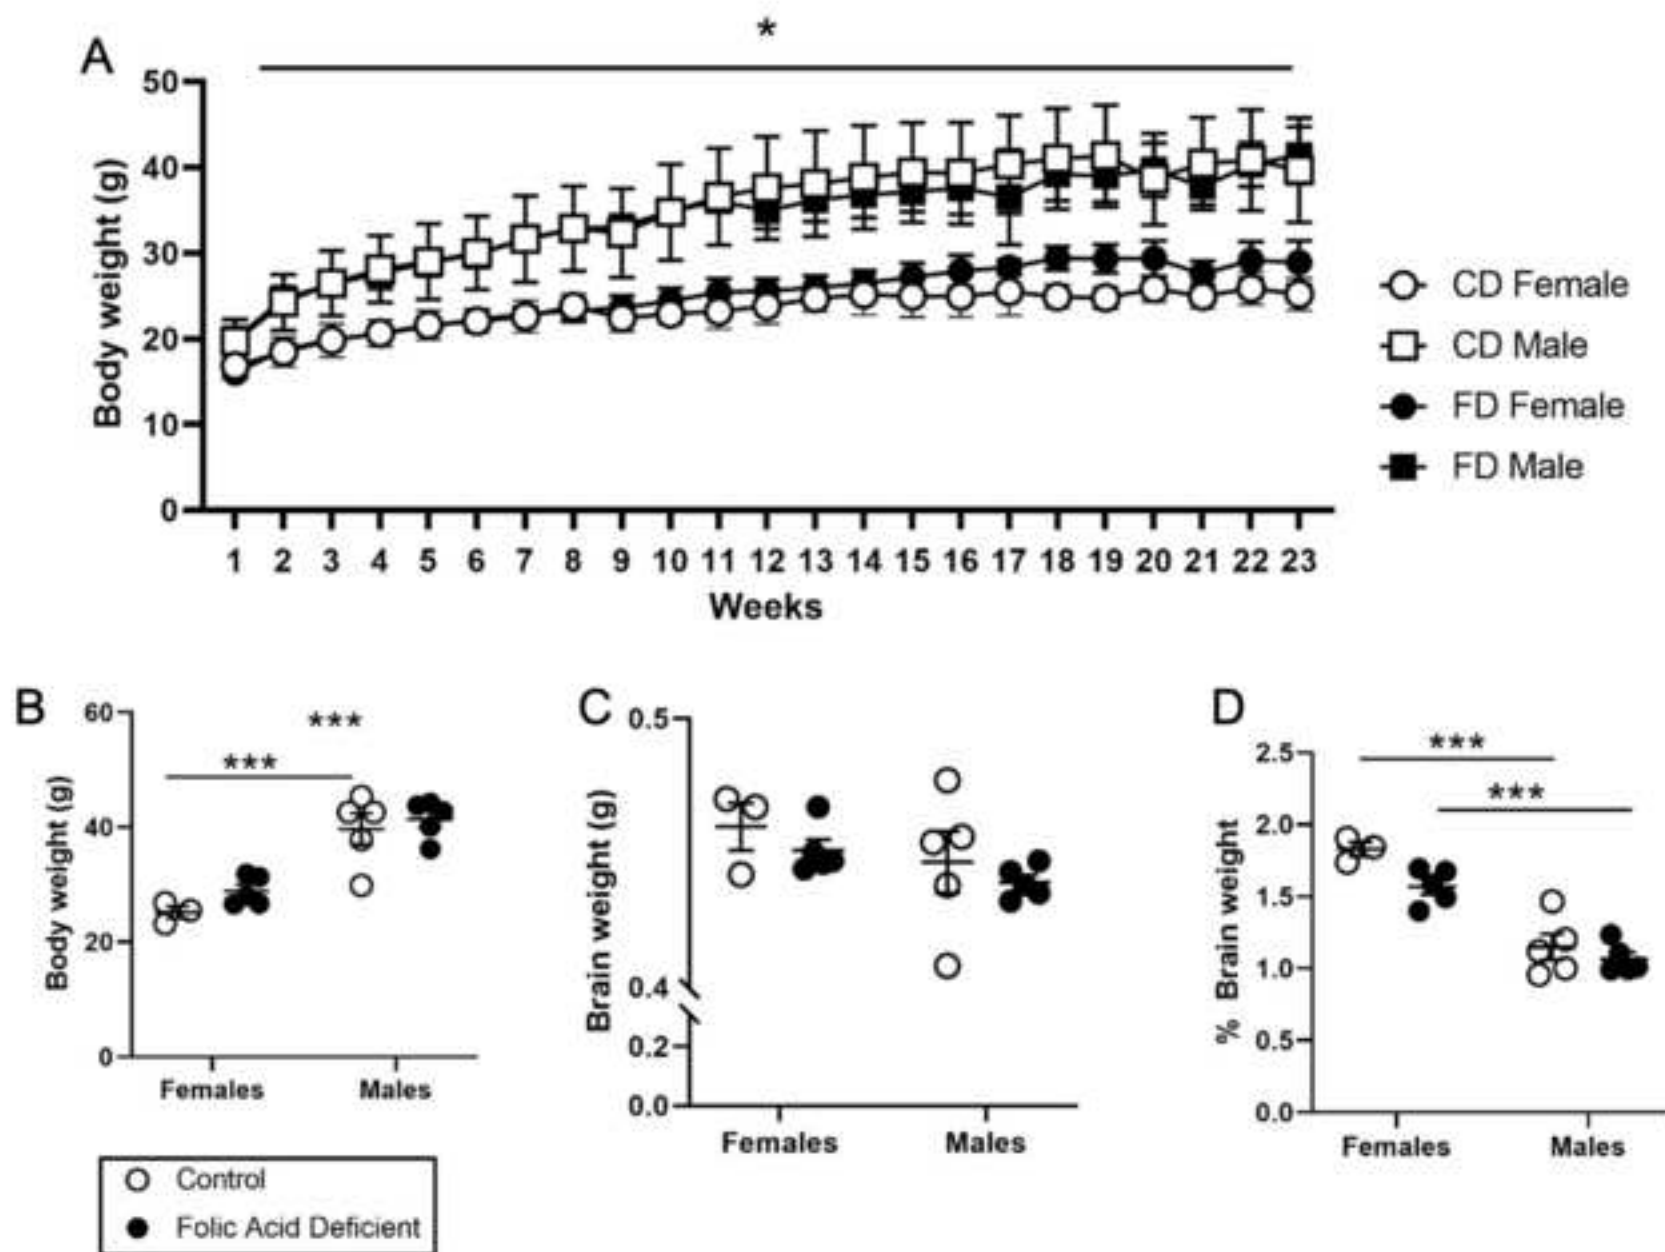 A
*
50
40
30
20
10
0
Body weight (g)
1 2 3 4 5 6 7 8 9 10 11 12 13 14 15 16 17 18 19 20 21 22 23
Weeks
CD Female
CD Male
FD Female
FD Male
B
60
40
20
0
Body weight (g)
***
***
Females Males
Control
Folic Acid Deficient
C
0.5
0.4
0.2
0.0
Brain weight (g)
Females Males
D
2.5
2.0
1.5
1.0
0.5
0.0
% Brain weight
***
***
Females Males